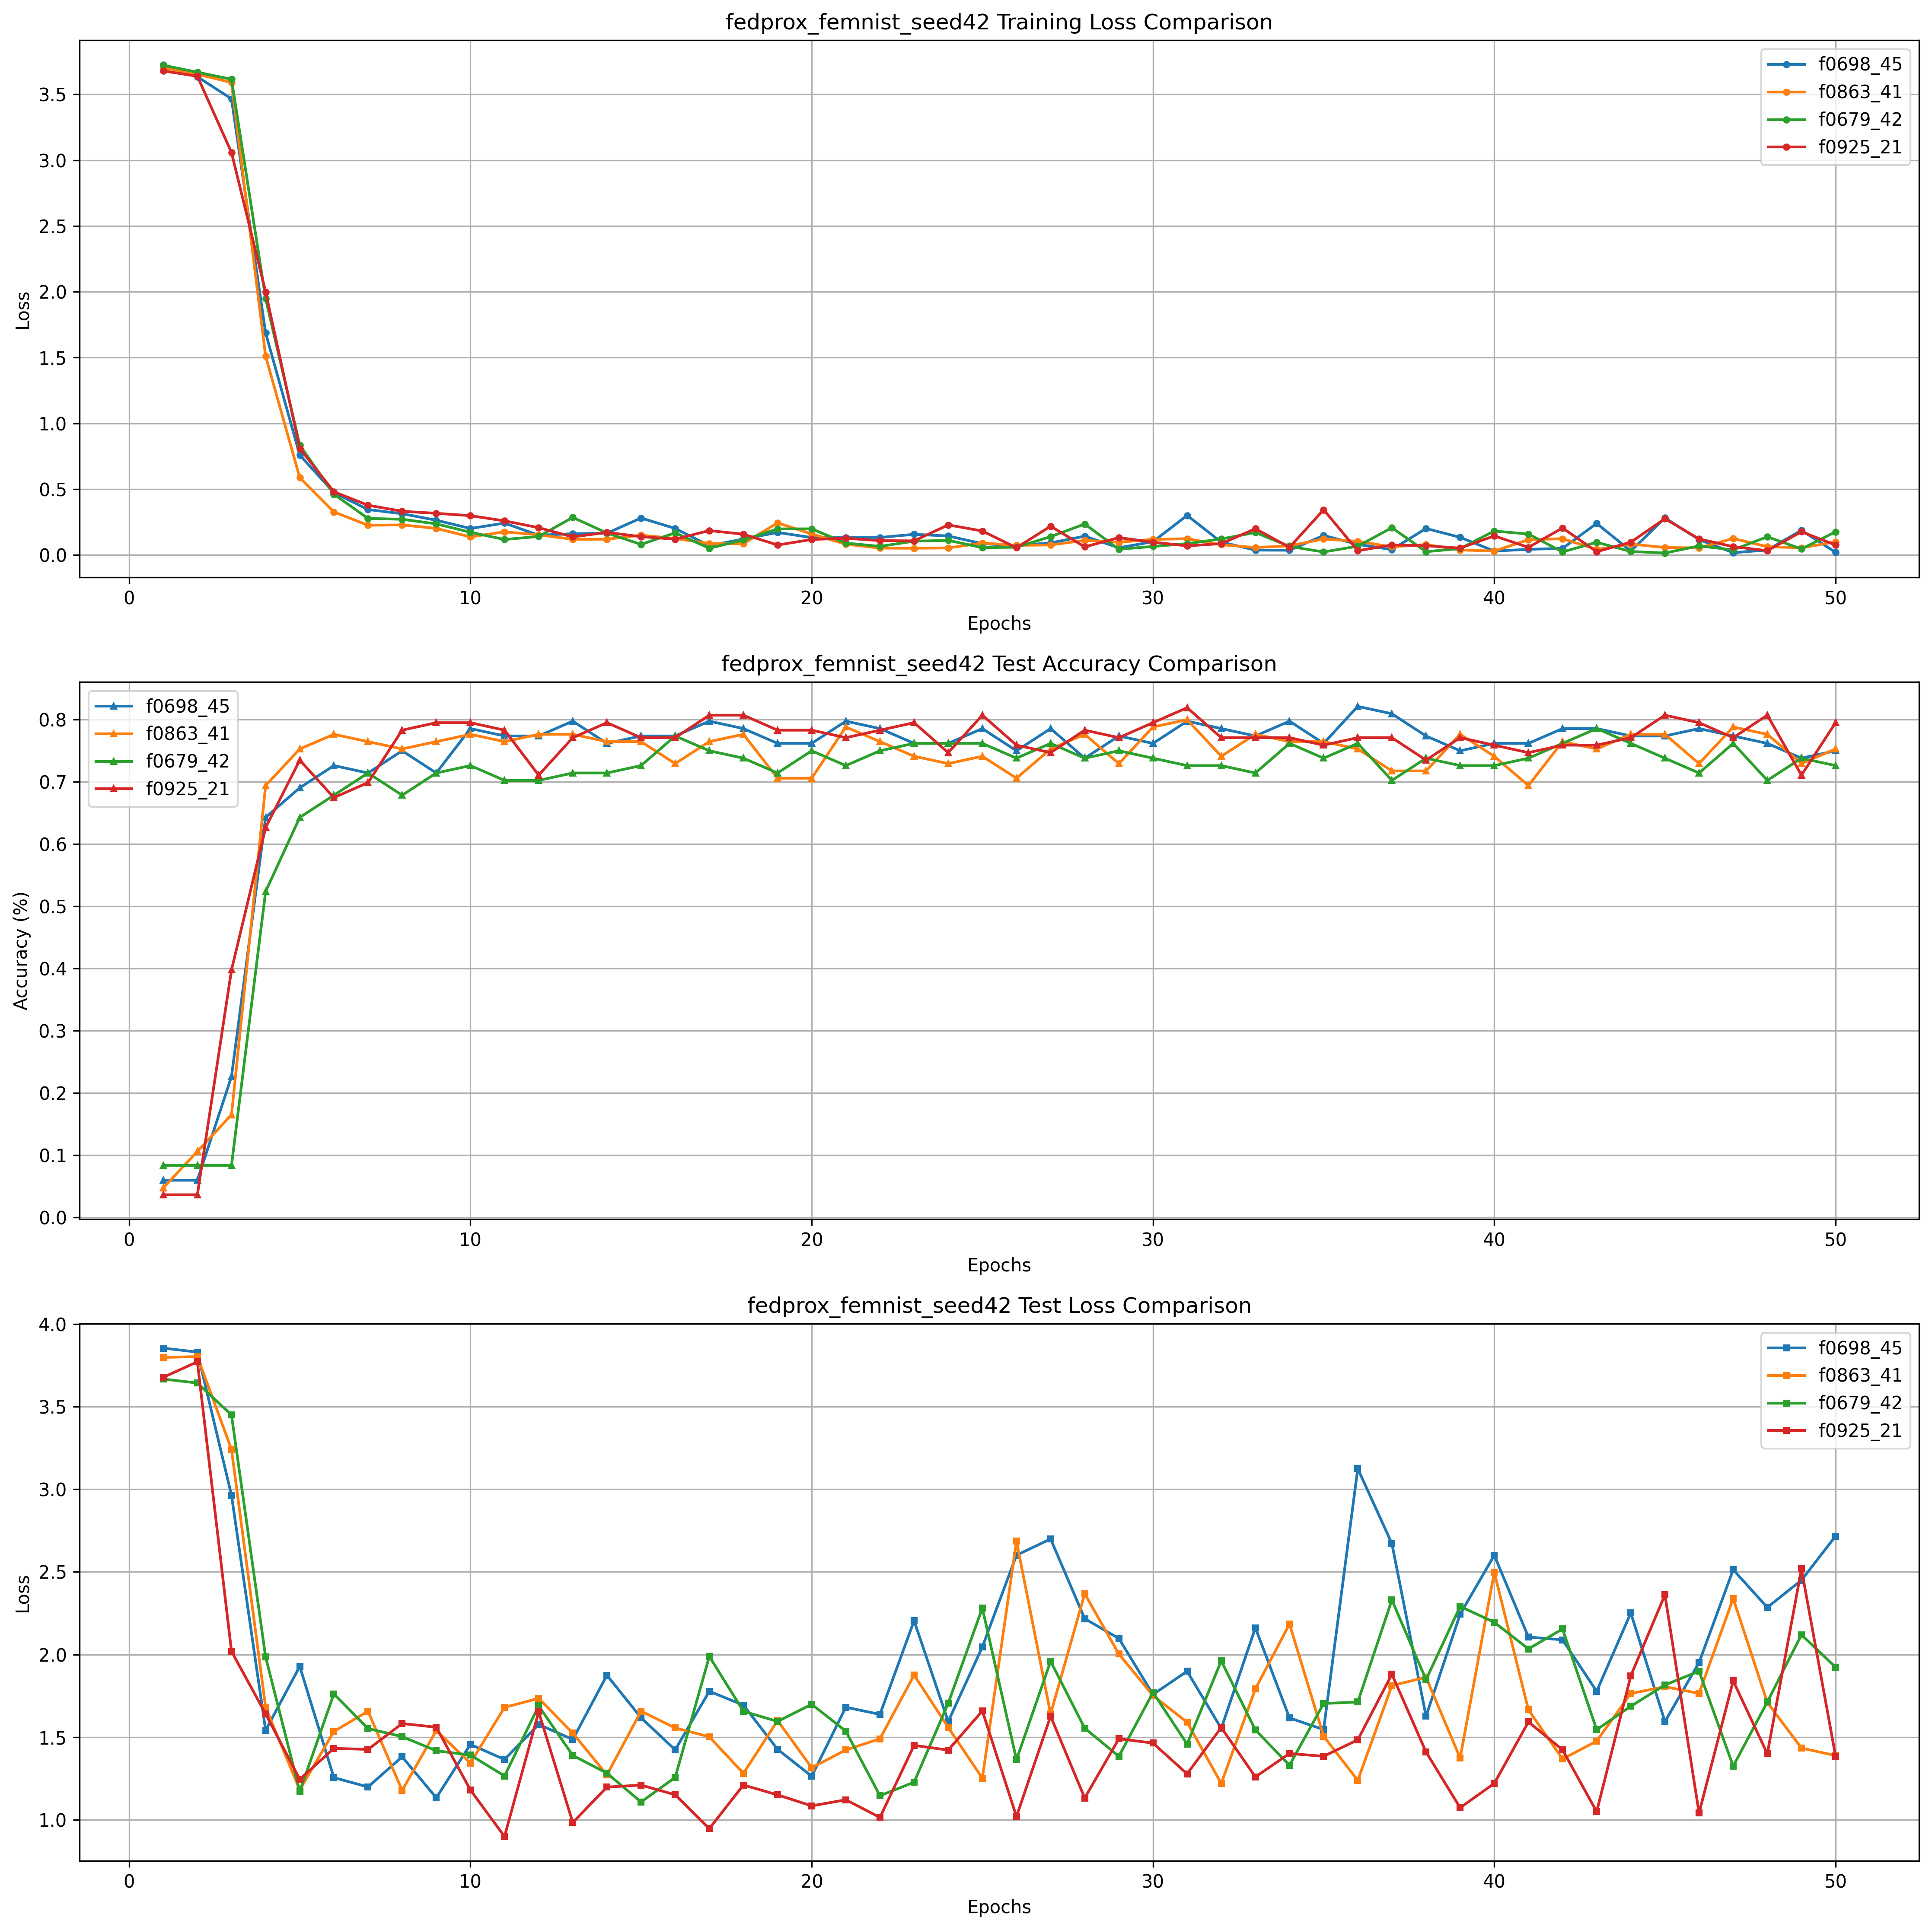 fedprox_femnist_seed42 Training Loss Comparison
f0698_45
f0863_41
f0679_42
f0925_21
Loss
3.5
3.0
2.5
2.0
1.5
1.0
0.5
0.0
0 10 20 30 40 50
Epochs
fedprox_femnist_seed42 Test Accuracy Comparison
f0698_45
f0863_41
f0679_42
f0925_21
Accuracy (%)
0.8
0.7
0.6
0.5
0.4
0.3
0.2
0.1
0.0
0 10 20 30 40 50
Epochs
fedprox_femnist_seed42 Test Loss Comparison
f0698_45
f0863_41
f0679_42
f0925_21
Loss
4.0
3.5
3.0
2.5
2.0
1.5
1.0
0 10 20 30 40 50
Epochs